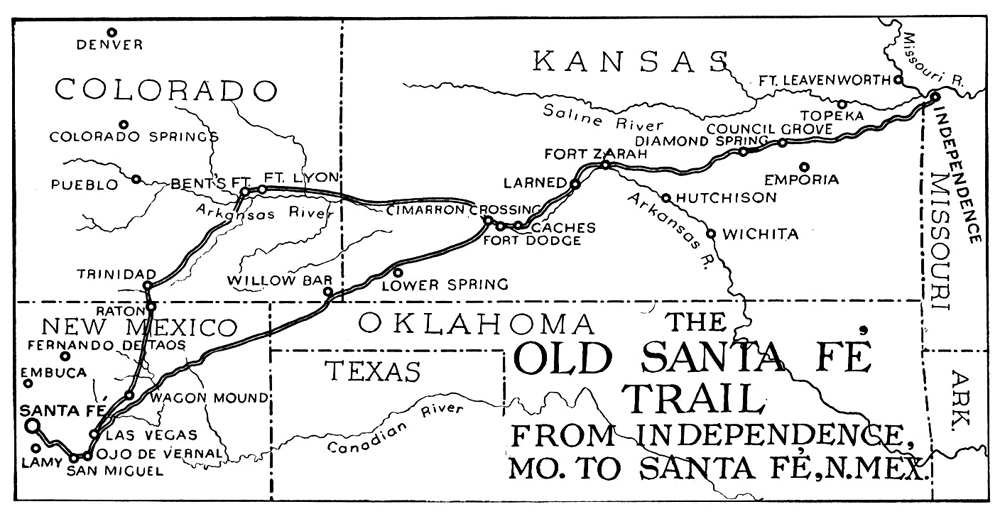 DENVER
COLORADO
COLORADO SPRINGS
PUEBLO
BENTS FT.
FT. LYON
Arkansas River
TRINIDAD
RATON
KANSAS
Missouri R.
FT. LEAVENWORTH
TOPEKA
Saline River
COUNCIL GROVE
DIAMOND SPRING
INDEPENDENCE
MISSOURI
FORT ZARAH
EMPORIA
LARNED
HUTCHISON
Arkansas R.
WICHITA
CIMARRON CROSSING
CACHES
FORT DODGE
WILLOW BAR
LOWER SPRING
NEW MEXICO
FERNANDO DE TAOS
EMBUCA
WAGON MOUND
SANTA FÉ
LAS VEGAS
OJO DE VERNAL
LAMY
SAN MIGUEL
OKLAHOMA
TEXAS
Canadian River
ARK.
THE
OLD SANTA FÉ
TRAIL
FROM INDEPENDENCE,
MO. TO SANTA FÉ, N.MEX.